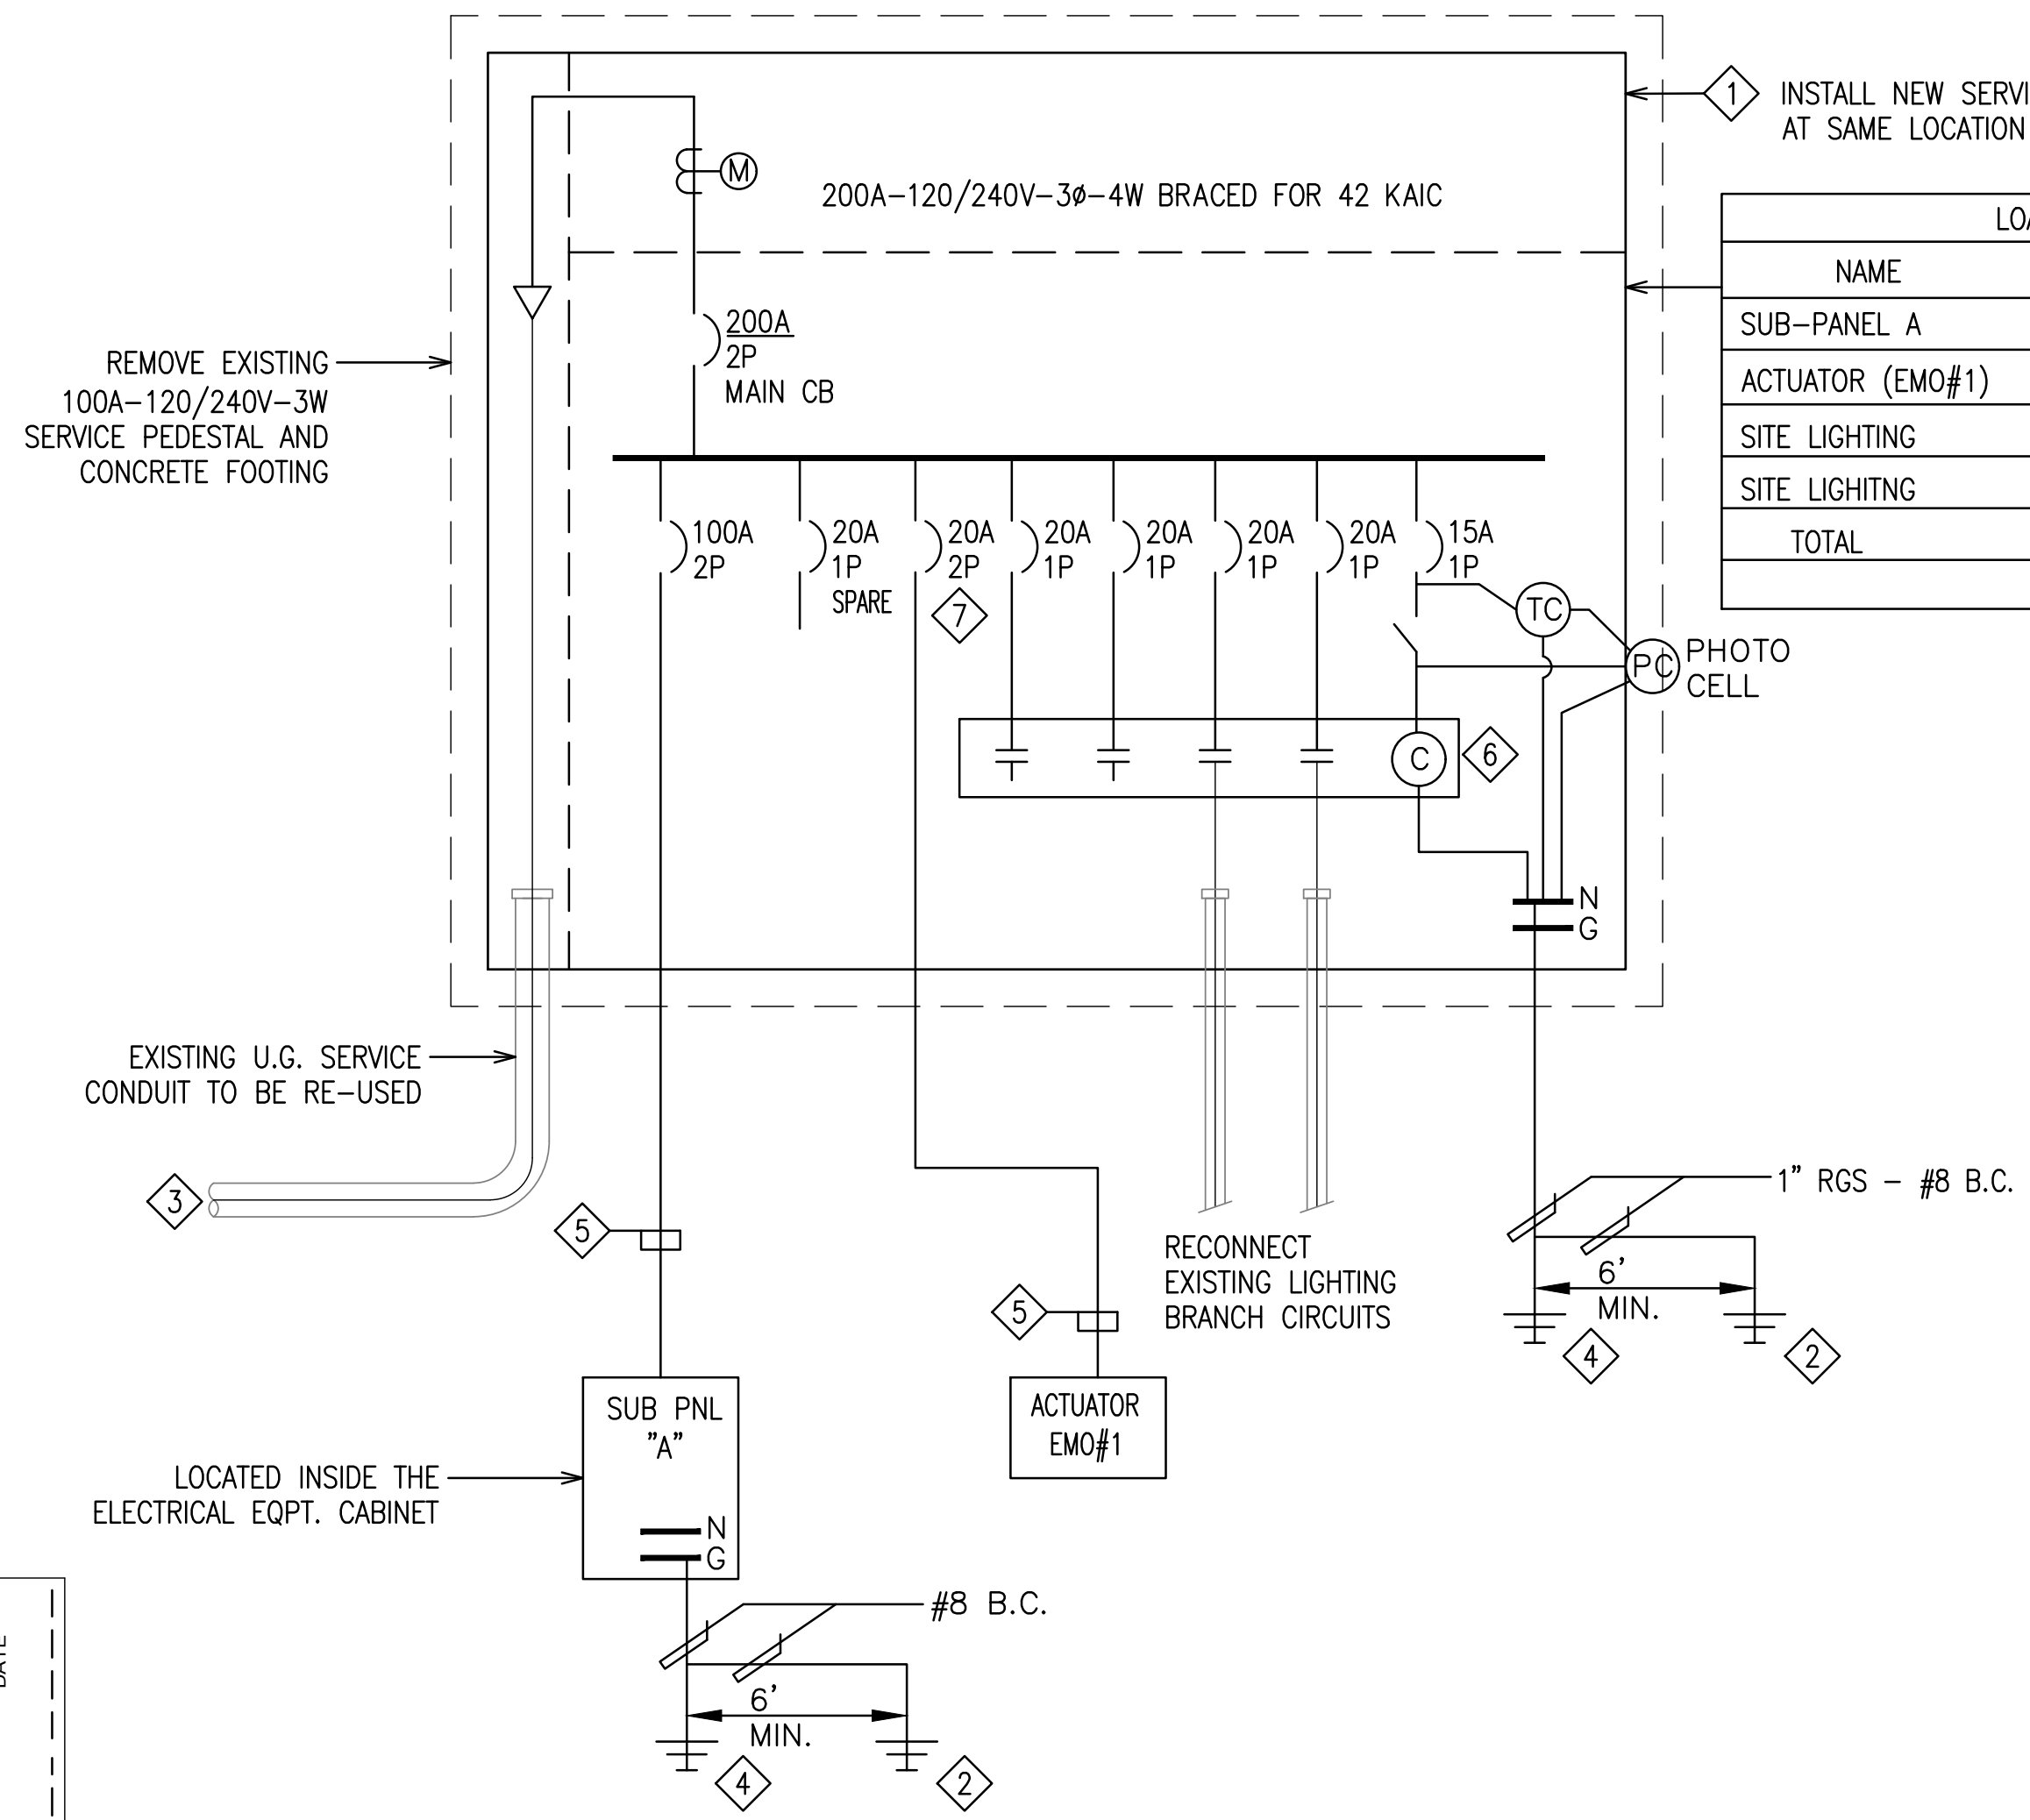 1
INSTALL NEW SERVI
AT SAME LOCATION
M
200A-120/240V-3ø-4W BRACED FOR 42 KAIC
LOA
NAME
SUB-PANEL A
ACTUATOR (EMO#1)
SITE LIGHTING
SITE LIGHITNG
TOTAL
200A
2P
MAIN CB
REMOVE EXISTING
100A-120/240V-3W
SERVICE PEDESTAL AND
CONCRETE FOOTING
100A
2P
20A
1P
SPARE
20A
2P
7
20A
1P
20A
1P
20A
1P
20A
1P
15A
1P
TC
PC
PHOTO
CELL
C
6
N
G
EXISTING U.G. SERVICE
CONDUIT TO BE RE-USED
3
5
5
RECONNECT
EXISTING LIGHTING
BRANCH CIRCUITS
1" RGS - #8 B.C.
6'
MIN.
4
2
SUB PNL
"A"
N
G
ACTUATOR
EMO#1
LOCATED INSIDE THE
ELECTRICAL EQPT. CABINET
#8 B.C.
6'
MIN.
4
2
DATE